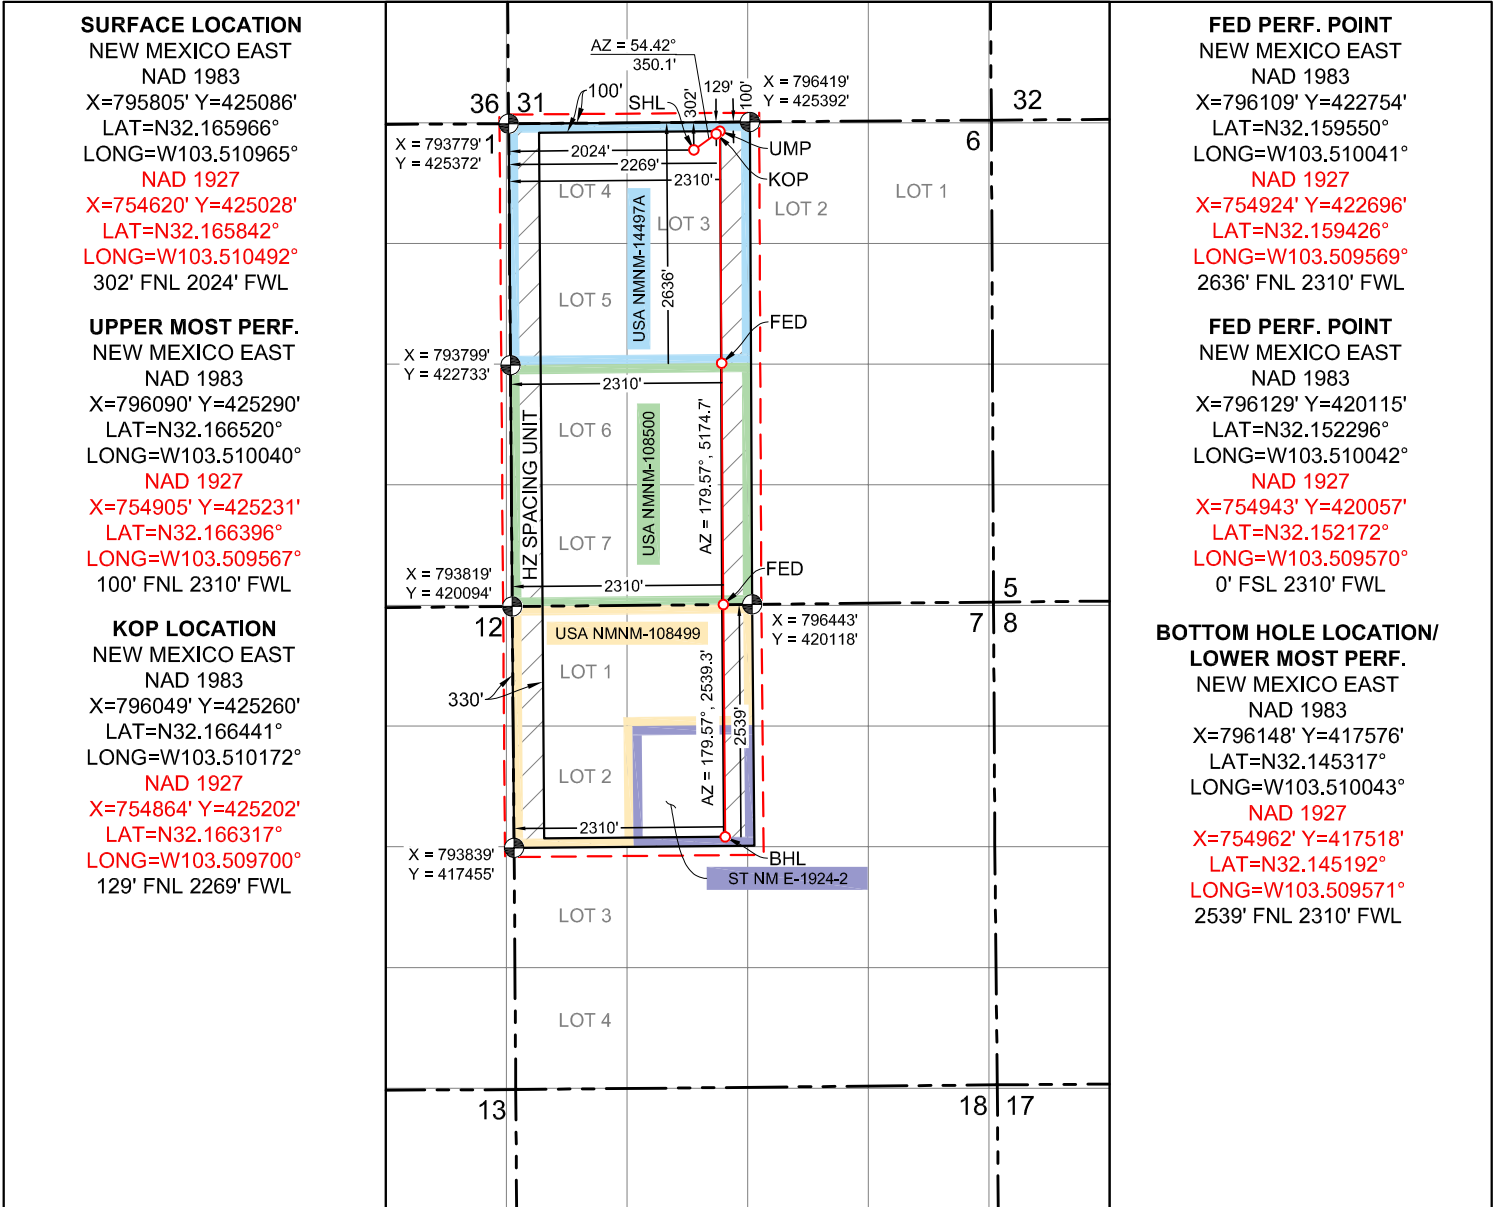 SURFACE LOCATION
NEW MEXICO EAST
NAD 1983
X=795805' Y=425086'
LAT=N32.165966°
LONG=W103.510965°
NAD 1927
X=754620' Y=425028'
LAT=N32.165842°
LONG=W103.510492°
302' FNL 2024' FWL
UPPER MOST PERF.
NEW MEXICO EAST
NAD 1983
X=796090' Y=425290'
LAT=N32.166520°
LONG=W103.510040°
NAD 1927
X=754905' Y=425231'
LAT=N32.166396°
LONG=W103.509567°
100' FNL 2310' FWL
KOP LOCATION
NEW MEXICO EAST
NAD 1983
X=796049' Y=425260'
LAT=N32.166441°
LONG=W103.510172°
NAD 1927
X=754864' Y=425202'
LAT=N32.166317°
LONG=W103.509700°
129' FNL 2269' FWL
AZ = 54.42°
350.1'
100'
SHL
302'
129'
100'
X = 796419'
Y = 425392'
36
31
32
1
6
X = 793779'
Y = 425372'
2024'
2269'
2310'
UMP
KOP
LOT 4
LOT 3
LOT 2
LOT 1
USA NMNM-14497A
2636'
LOT 5
FED
X = 793799'
Y = 422733'
2310'
HZ SPACING UNIT
LOT 6
USA NMNM-108500
AZ = 179.57°, 5174.7'
LOT 7
FED
X = 793819'
Y = 420094'
2310'
5
12
7
8
USA NMNM-108499
X = 796443'
Y = 420118'
LOT 1
330'
AZ = 179.57°, 2539.3'
2539'
LOT 2
2310'
X = 793839'
Y = 417455'
BHL
ST NM E-1924-2
LOT 3
LOT 4
13
18
17
FED PERF. POINT
NEW MEXICO EAST
NAD 1983
X=796109' Y=422754'
LAT=N32.159550°
LONG=W103.510041°
NAD 1927
X=754924' Y=422696'
LAT=N32.159426°
LONG=W103.509569°
2636' FNL 2310' FWL
FED PERF. POINT
NEW MEXICO EAST
NAD 1983
X=796129' Y=420115'
LAT=N32.152296°
LONG=W103.510042°
NAD 1927
X=754943' Y=420057'
LAT=N32.152172°
LONG=W103.509570°
0' FSL 2310' FWL
BOTTOM HOLE LOCATION/
LOWER MOST PERF.
NEW MEXICO EAST
NAD 1983
X=796148' Y=417576'
LAT=N32.145317°
LONG=W103.510043°
NAD 1927
X=754962' Y=417518'
LAT=N32.145192°
LONG=W103.509571°
2539' FNL 2310' FWL